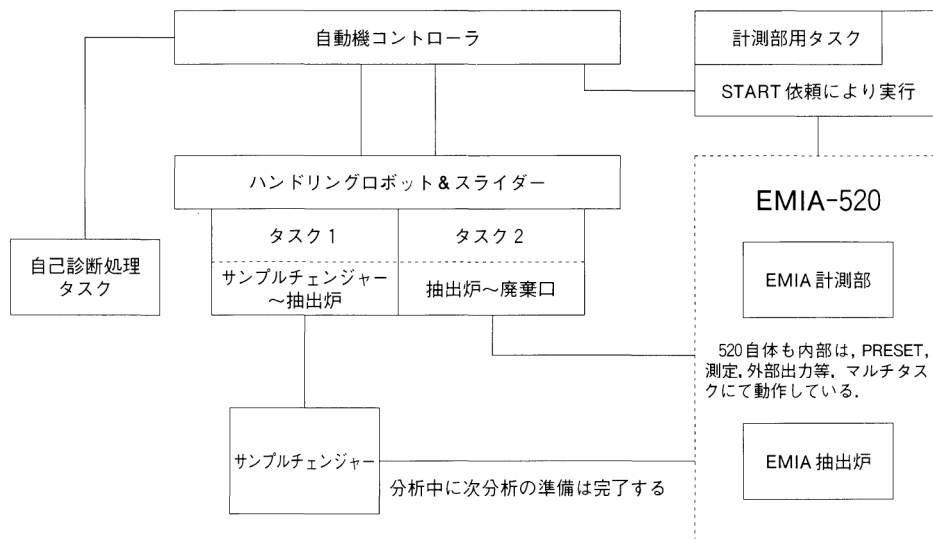 自動機コントローラ
計測部用タスク
START 依頼により実行
ハンドリングロボット＆スライダー
タスク1
タスク2
サンプルチェンジャー
～抽出炉
抽出炉～廃棄口
自己診断処理
タスク
EMIA-520
EMIA 計測部
520自体も内部は，PRESET，
測定，外部出力等，マルチタス
クにて動作している．
サンプルチェンジャー
分析中に次分析の準備は完了する
EMIA 抽出炉